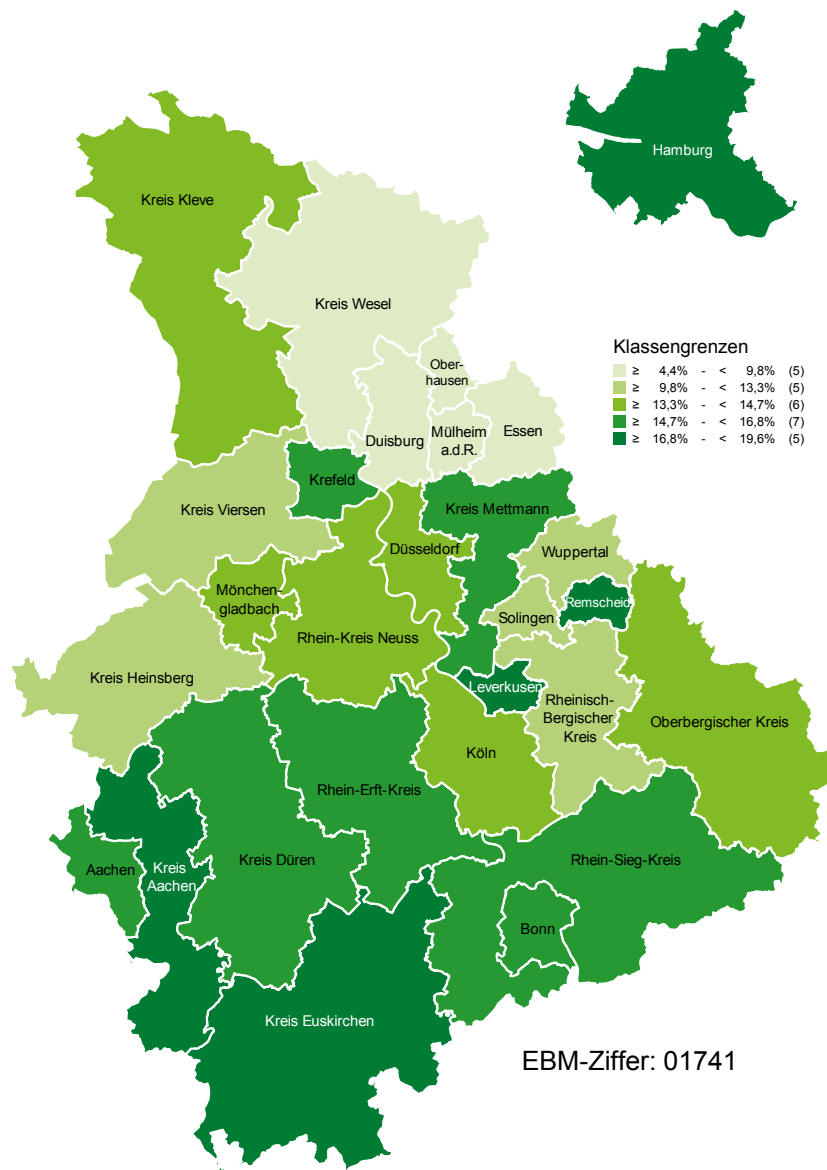 Hamburg
Kreis Kleve
Kreis Wesel
Klassengrenzen
≥ 4,4% - < 9,8% (5)
≥ 9,8% - < 13,3% (5)
≥ 13,3% - < 14,7% (6)
≥ 14,7% - < 16,8% (7)
≥ 16,8% - < 19,6% (5)
Ober-
hausen
Duisburg
Mülheim
a.d.R.
Essen
Krefeld
Kreis Mettmann
Kreis Viersen
Düsseldorf
Wuppertal
Mönchen-
gladbach
Remscheid
Solingen
Rhein-Kreis Neuss
Kreis Heinsberg
Leverkusen
Rheinisch-
Bergischer
Kreis
Oberbergischer Kreis
Köln
Rhein-Erft-Kreis
Aachen
Kreis
Aachen
Kreis Düren
Rhein-Sieg-Kreis
Bonn
Kreis Euskirchen
EBM-Ziffer: 01741